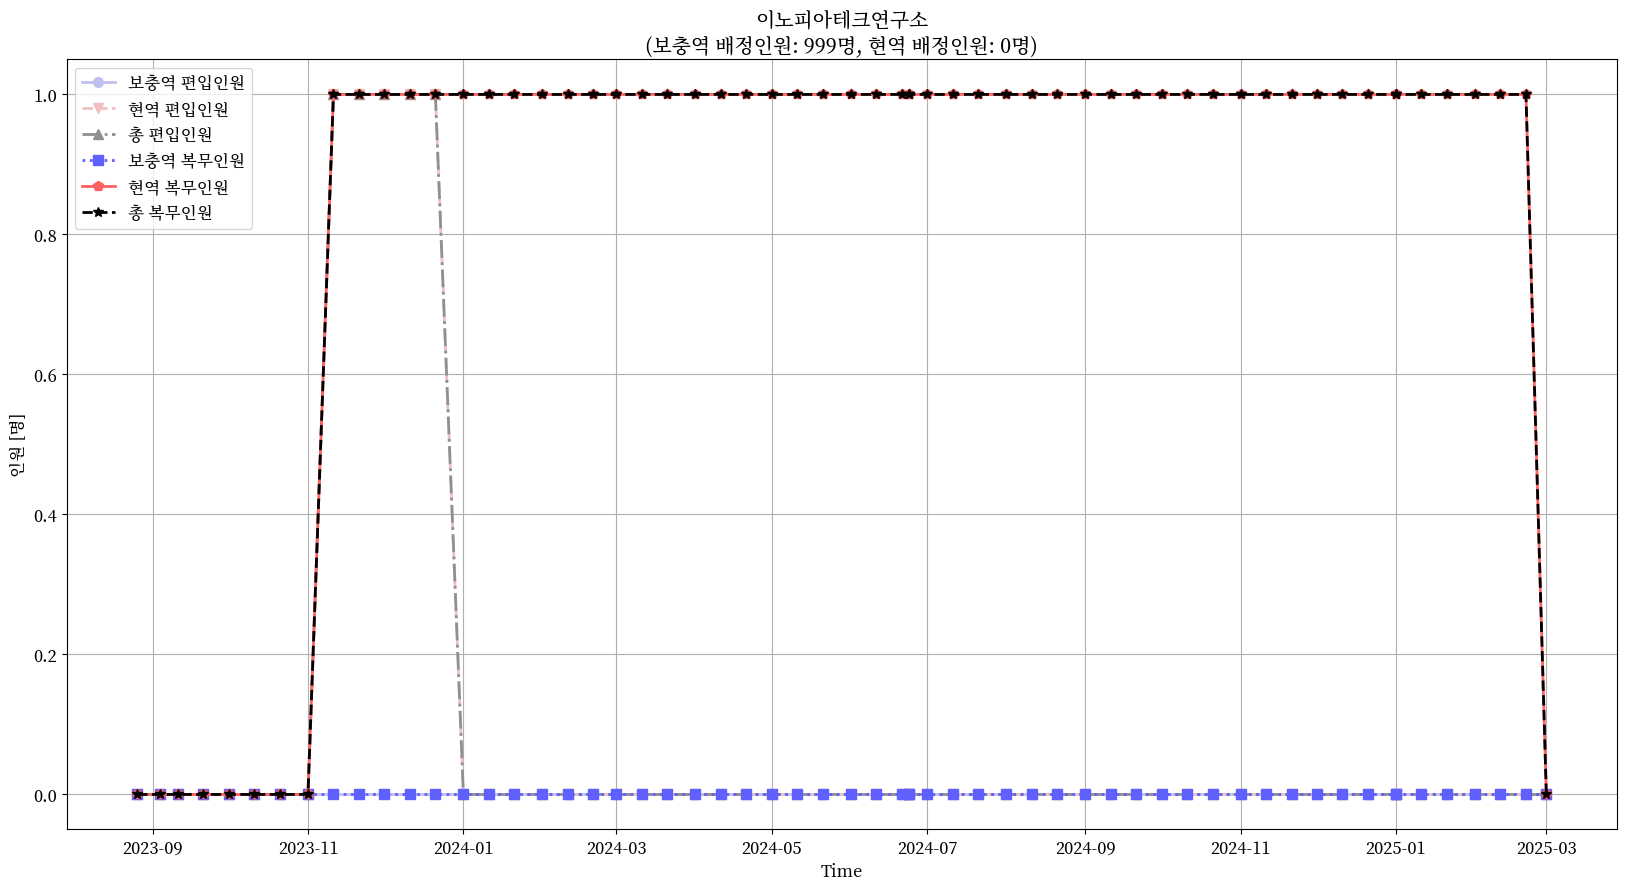 이노피아테크연구소
(보충역 배정인원: 999명, 현역 배정인원: 0명)
보충역 편입인원
현역 편입인원
총 편입인원
보충역 복무인원
현역 복무인원
총 복무인원
1.0
0.8
0.6
0.4
0.2
0.0
인원 [명]
2023-09
2023-11
2024-01
2024-03
2024-05
2024-07
2024-09
2024-11
2025-01
2025-03
Time